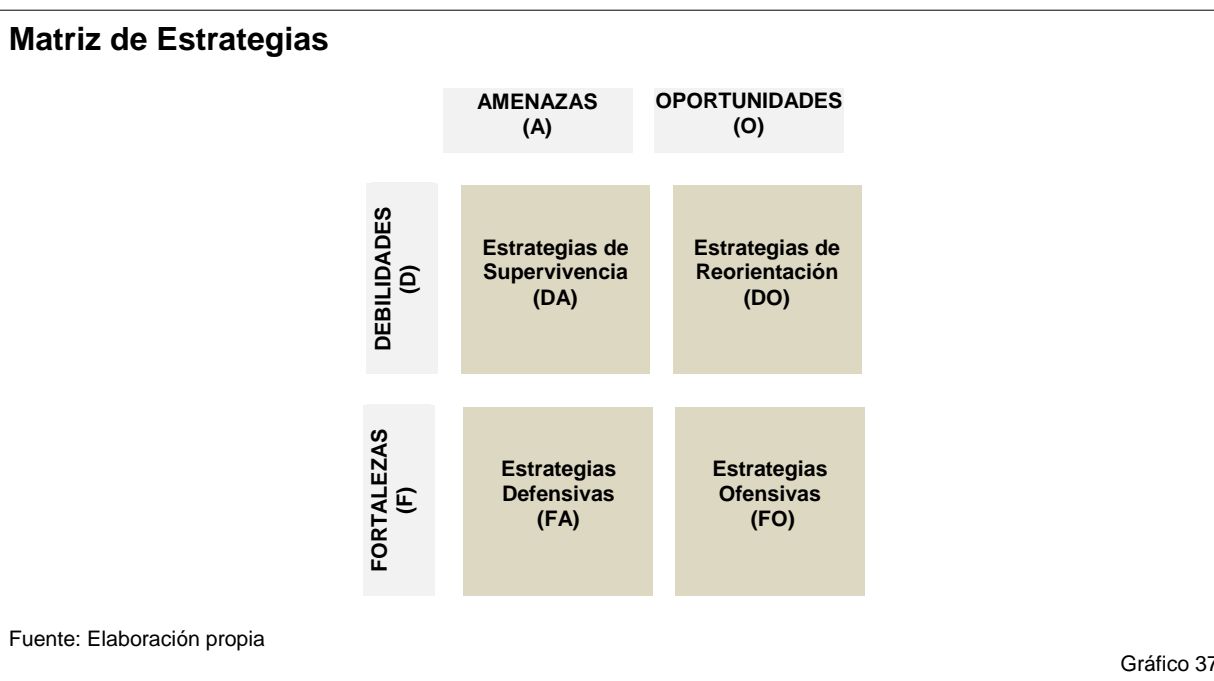 Matriz de Estrategias
AMENAZAS
(A)
OPORTUNIDADES
(O)
DEBILIDADES
(D)
Estrategias de
Supervivencia
(DA)
Estrategias de
Reorientación
(DO)
FORTALEZAS
(F)
Estrategias
Defensivas
(FA)
Estrategias
Ofensivas
(FO)
Fuente: Elaboración propia
Gráfico 37